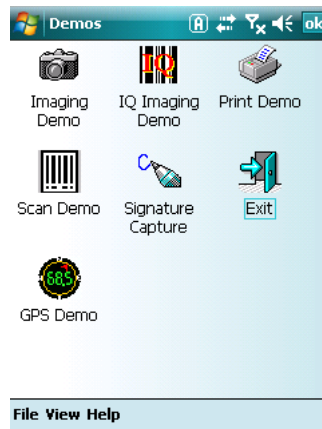 Demos A ok
Imaging Demo
IQ
IQ Imaging Demo
Print Demo
Scan Demo
Signature Capture
Exit
68,5
GPS Demo
File View Help